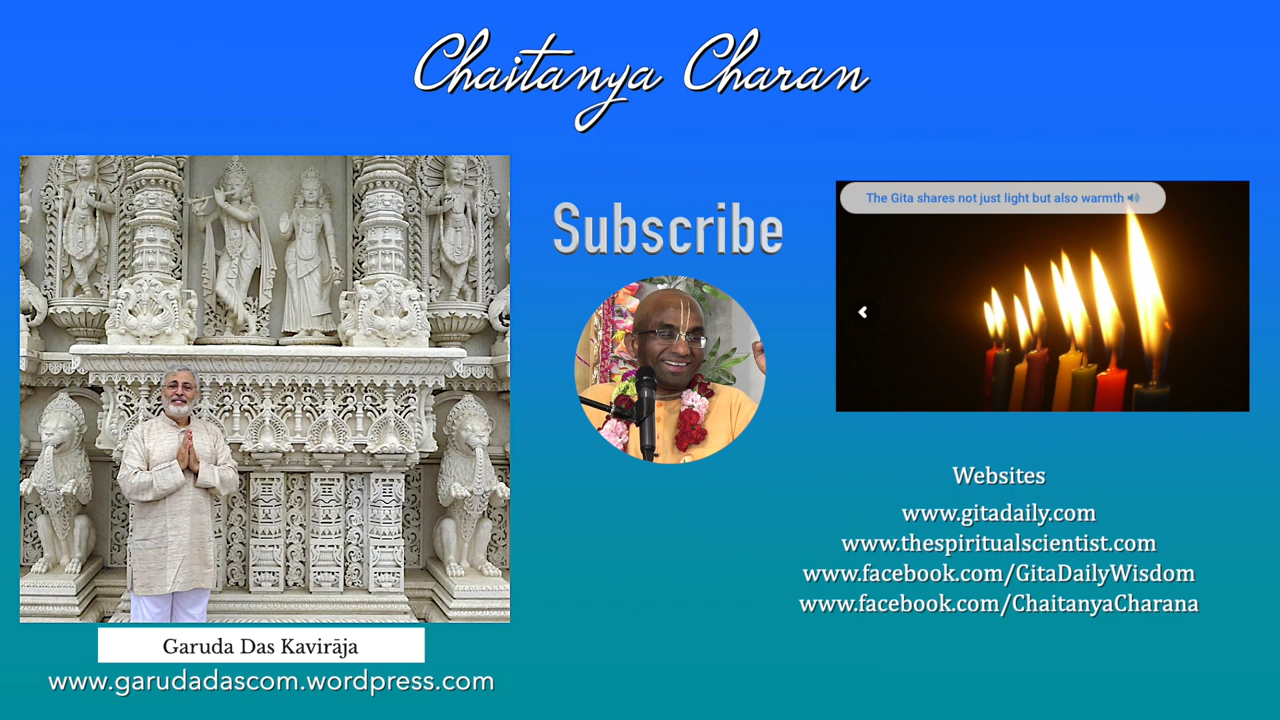 Chaitanya Charan
Subscribe
The Gita shares not just light but also warmth
Garuda Das Kavirāja
www.garudadascom.wordpress.com
Websites
www.gitadaily.com
www.thespiritualscientist.com
www.facebook.com/GitaDailyWisdom
www.facebook.com/ChaitanyaCharana